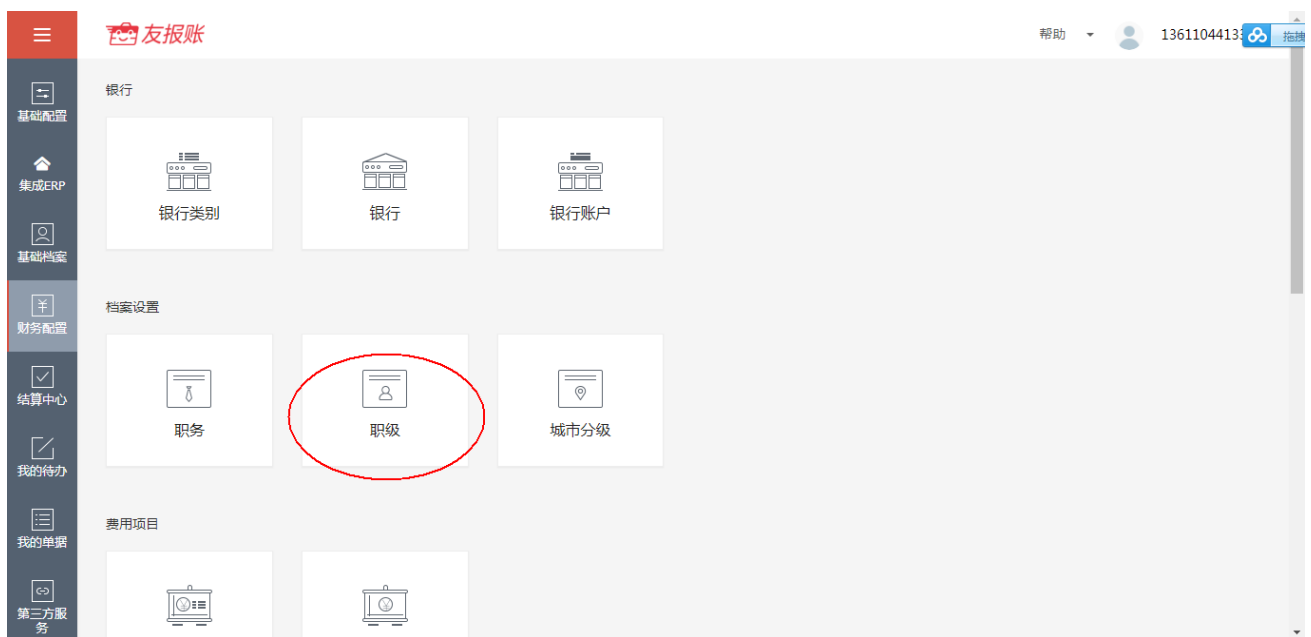 友报账
帮助
1361104413
拖拽
基础配置
集成ERP
基础档案
财务配置
结算中心
我的待办
我的单据
第三方服
务
银行
银行类别
银行
银行账户
档案设置
职务
职级
城市分级
费用项目